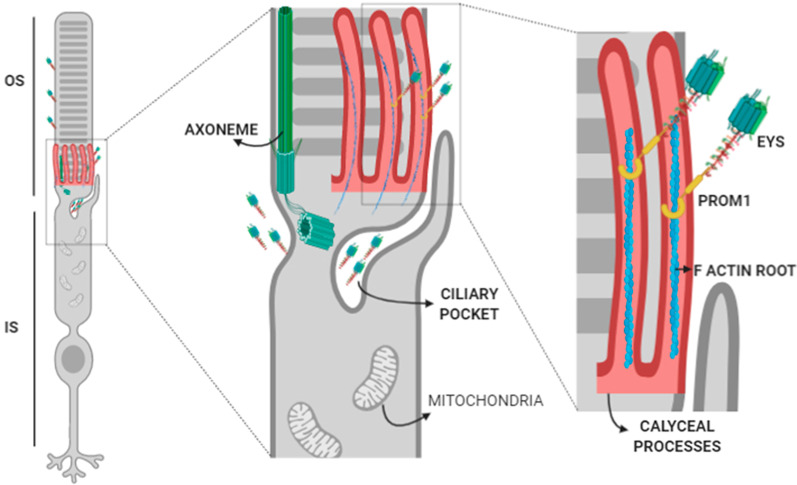 OS
IS
AXONEME
CILIARY
POCKET
MITOCHONDRIA
EYS
PROM1
F ACTIN ROOT
CALYCEAL
PROCESSES